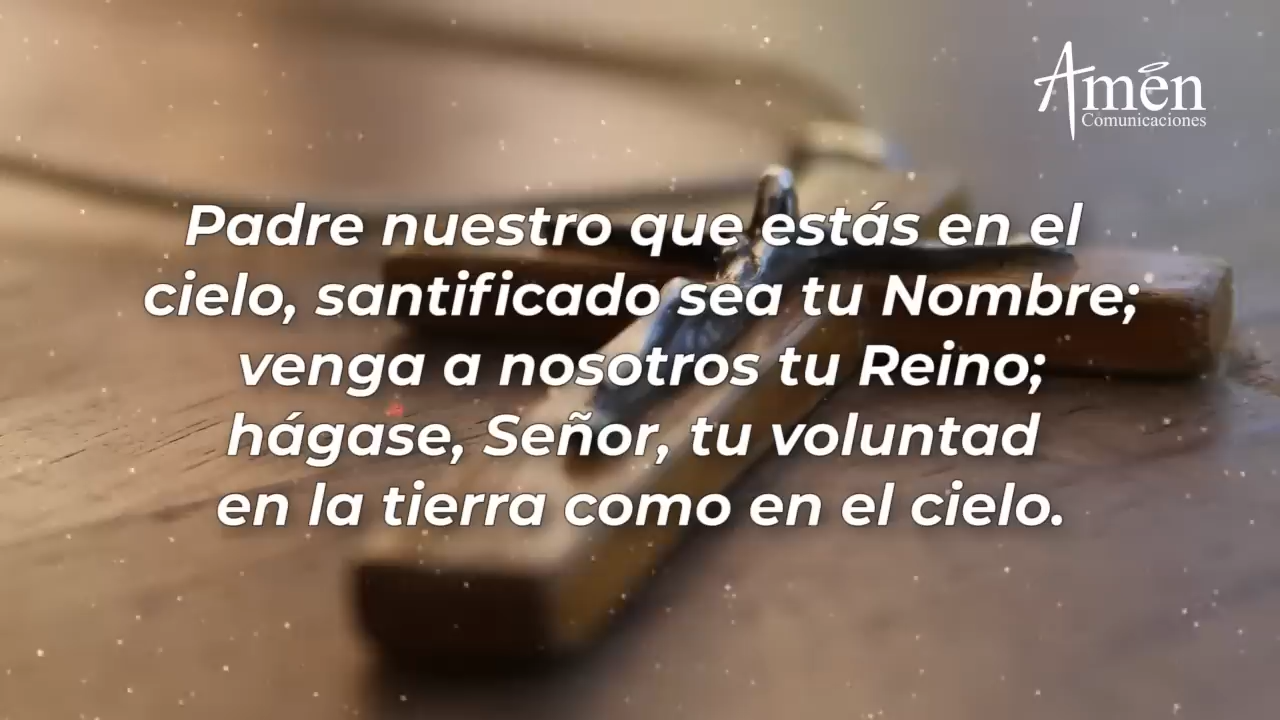 Amén
Comunicaciones
Padre nuestro que estás en el
cielo, santificado sea tu Nombre;
venga a nosotros tu Reino;
hágase, Señor, tu voluntad
en la tierra como en el cielo.